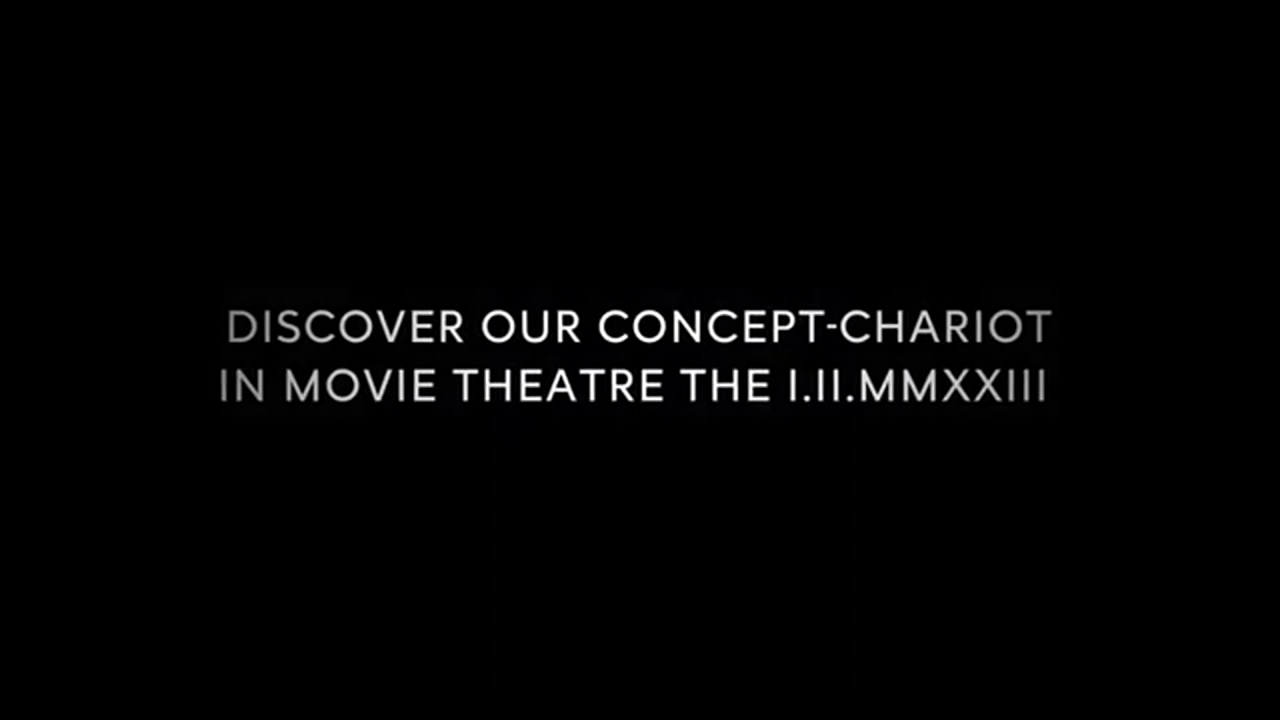 DISCOVER OUR CONCEPT-CHARIOT
IN MOVIE THEATRE THE I.II.MMXXIII